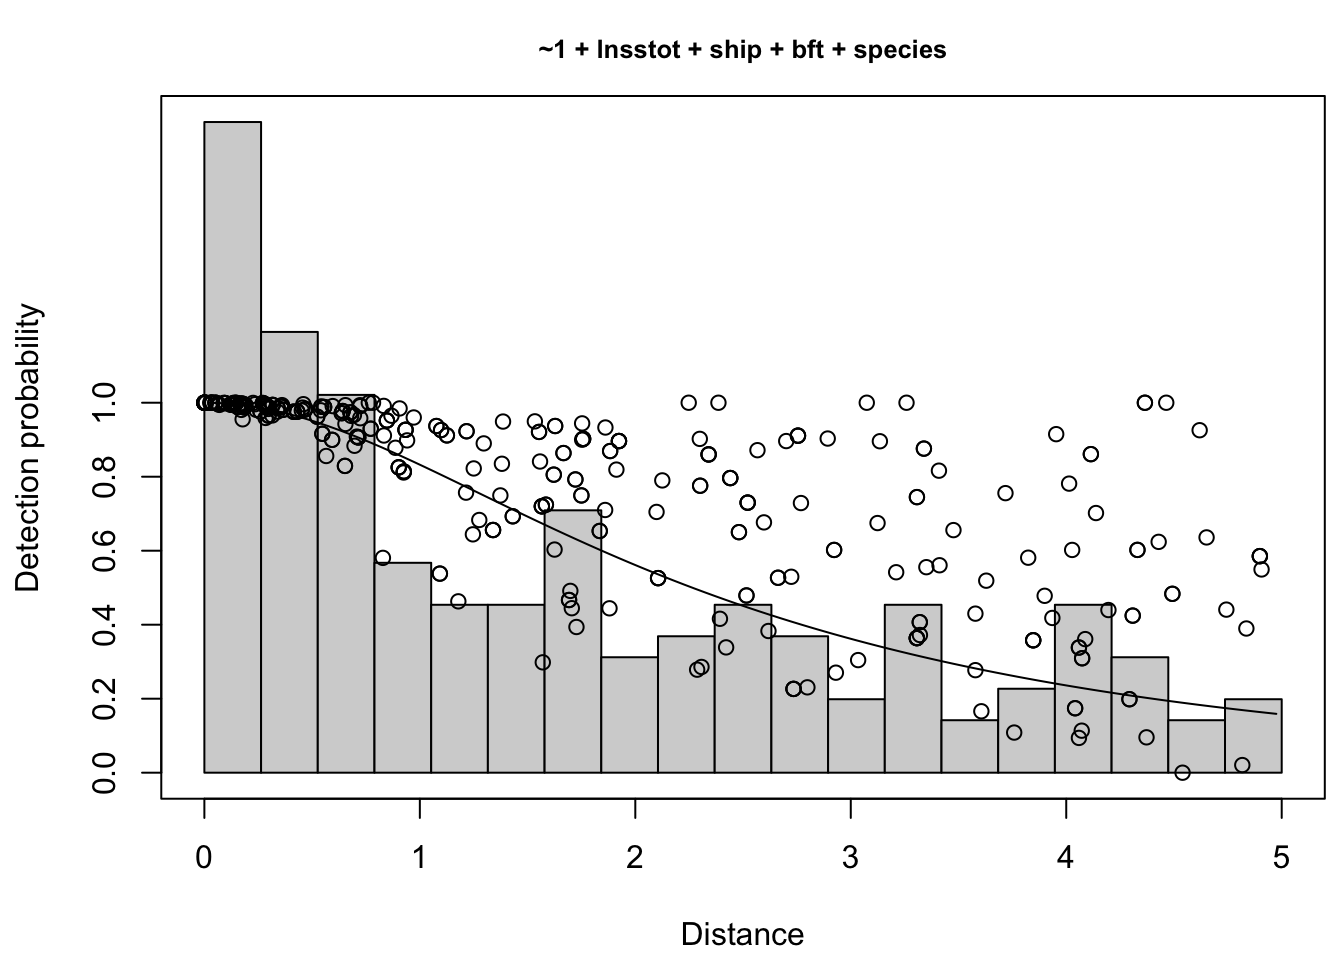 ~1 + lnsstot + ship + bft + species
Detection probability
1.0
0.8
0.6
0.4
0.2
0.0
0 1 2 3 4 5
Distance